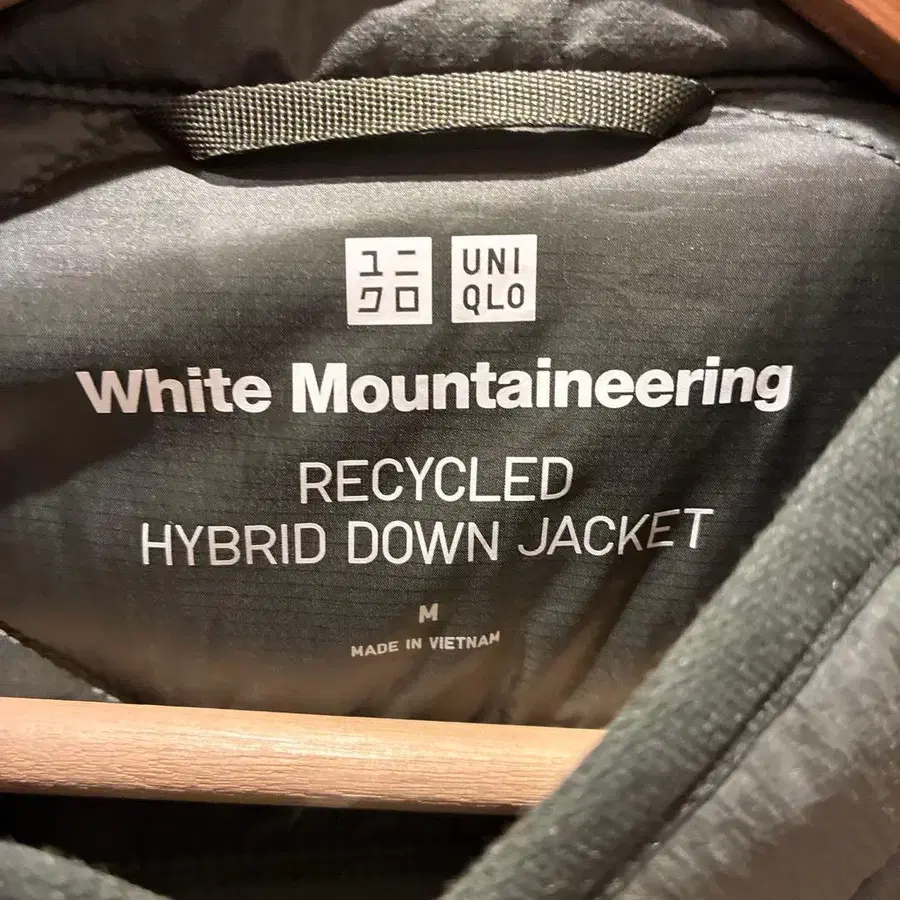 ユニ UNI
クロ QLO
White Mountaineering
RECYCLED
HYBRID DOWN JACKET
M
MADE IN VIETNAM